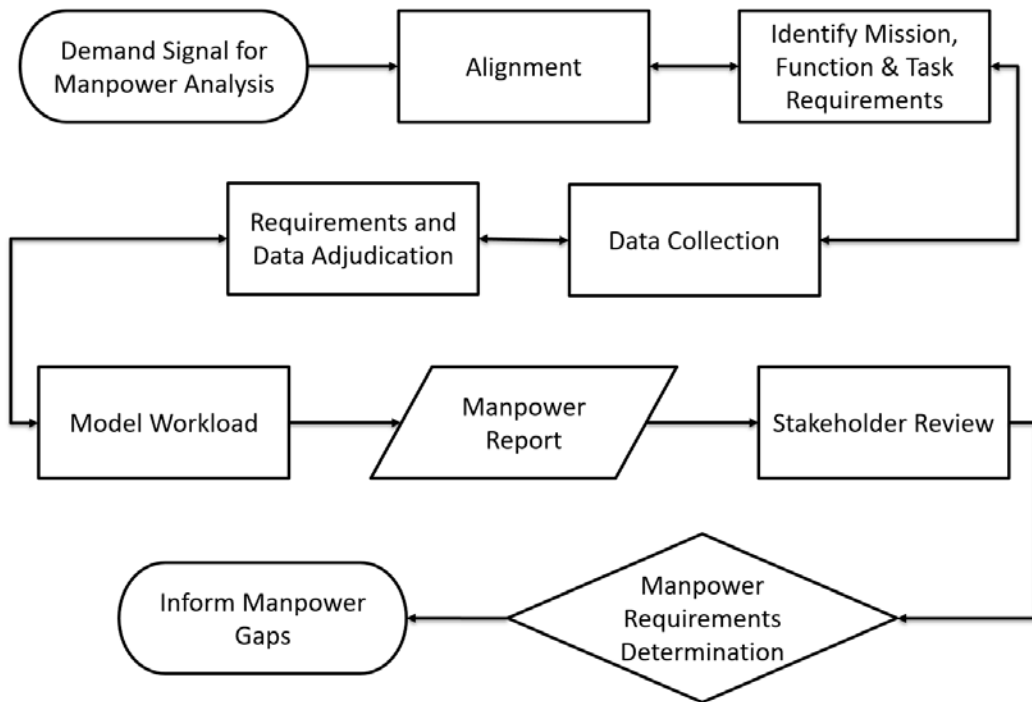 Demand Signal for
Manpower Analysis
Alignment
Identify Mission,
Function & Task
Requirements
Requirements and
Data Adjudication
Data Collection
Model Workload
Manpower
Report
Stakeholder Review
Inform Manpower
Gaps
Manpower
Requirements
Determination